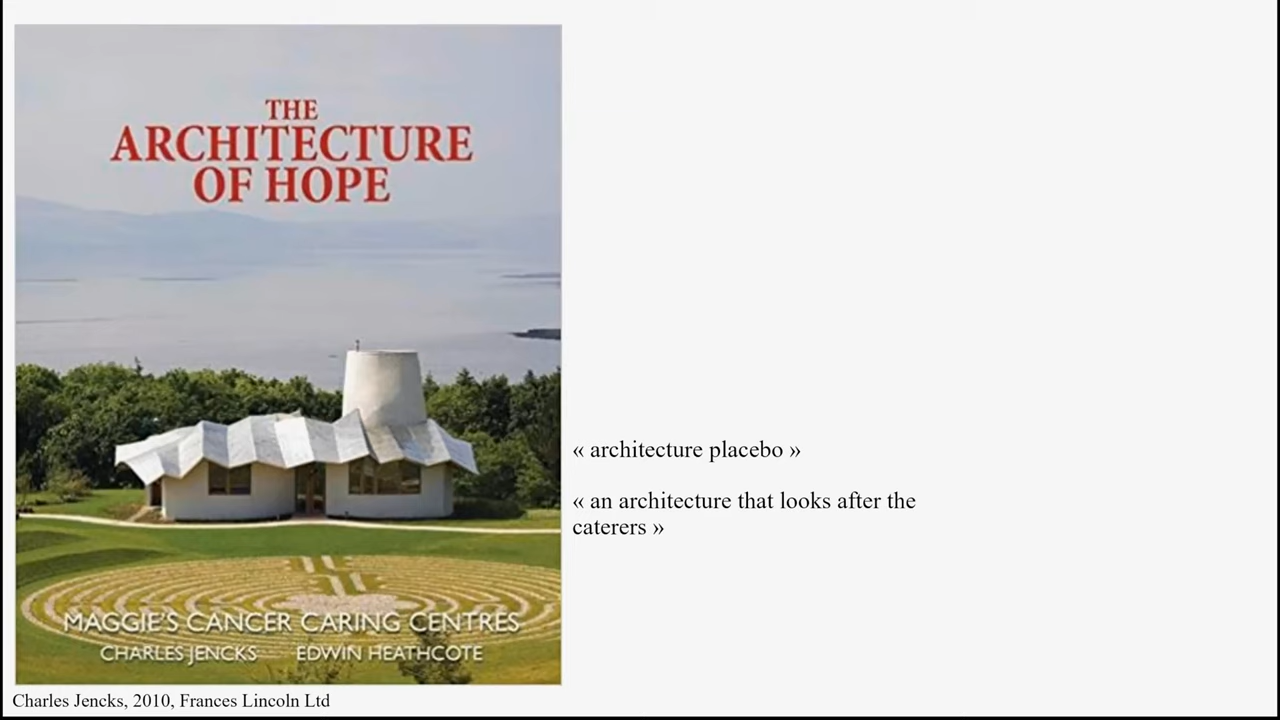 THE
ARCHITECTURE
OF HOPE
MAGGIE'S CANCER CARING CENTRES
CHARLES JENCKS EDWIN HEATHCOTE
Charles Jencks, 2010, Frances Lincoln Ltd
« architecture placebo »
« an architecture that looks after the
caterers »